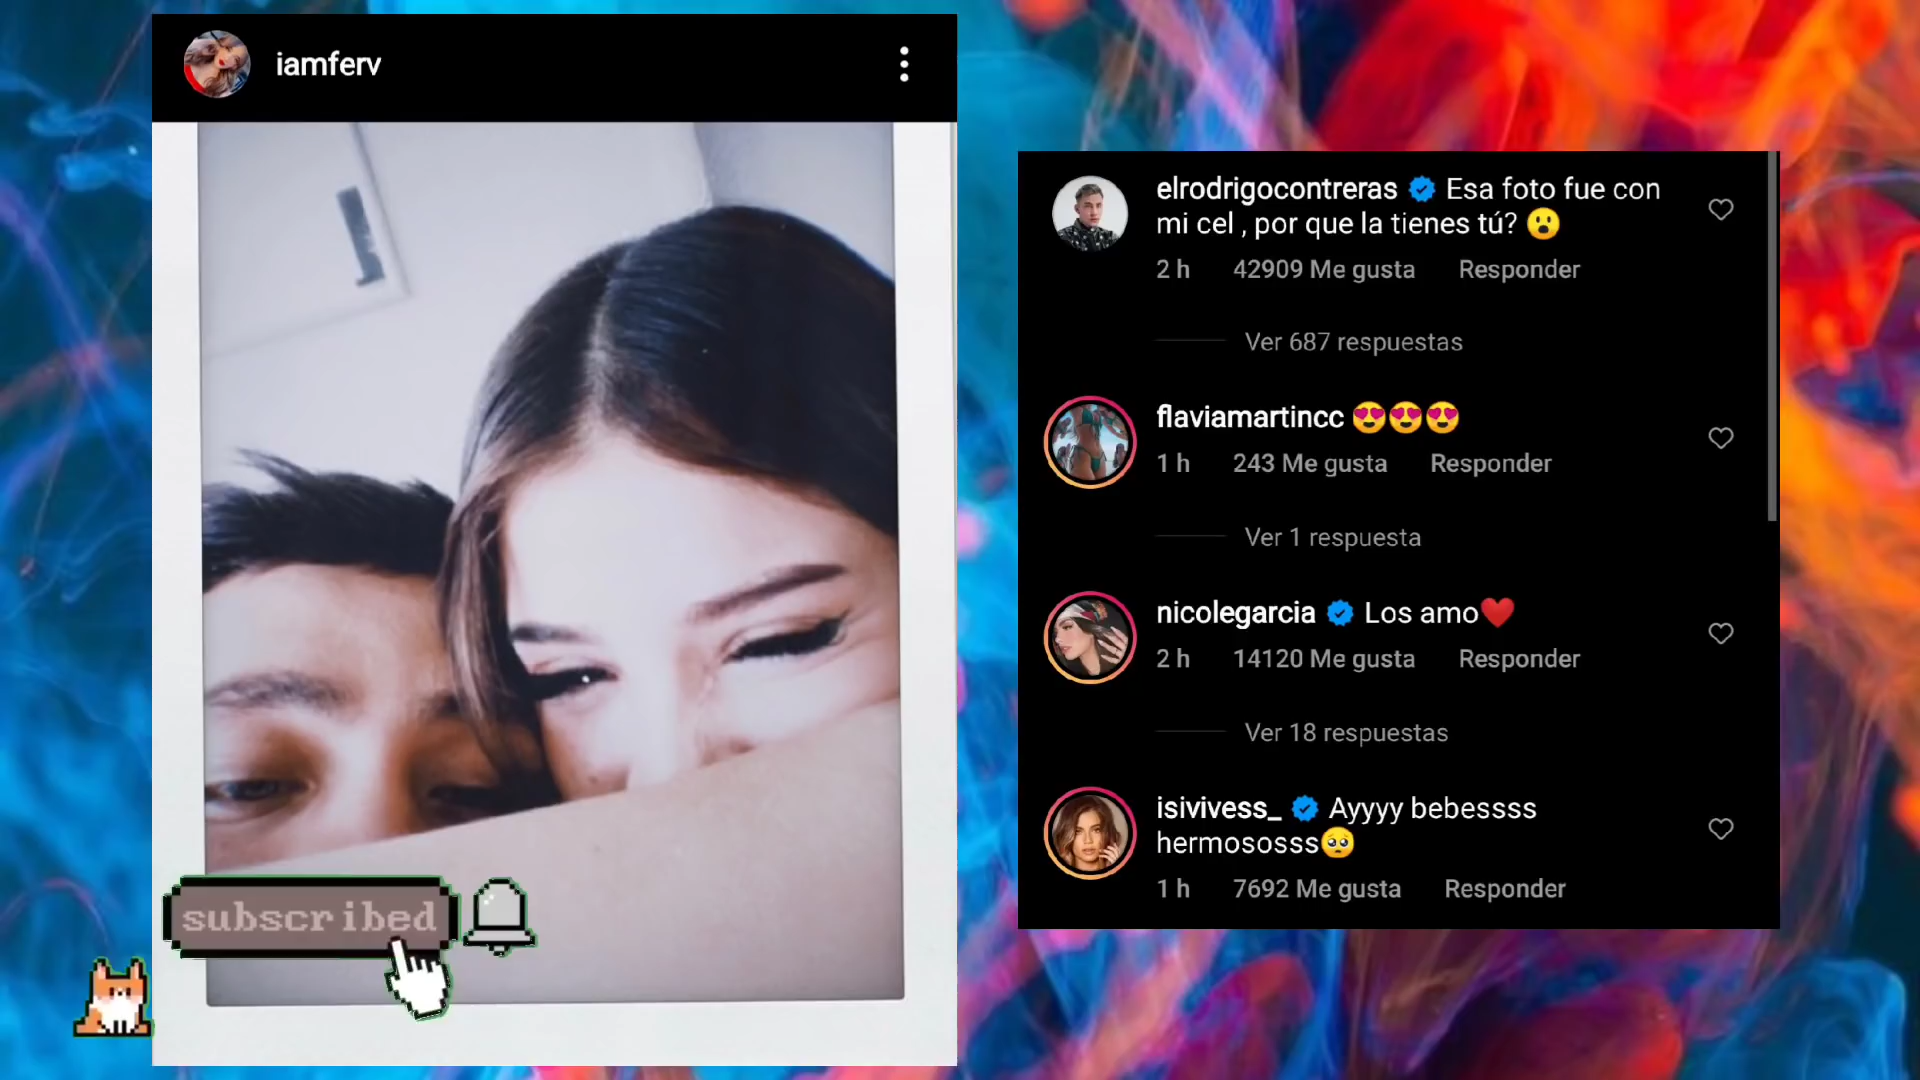 iamferv
elrodrigocontreras Esa foto fue con
mi cel , por que la tienes tú? 😮
2 h 42909 Me gusta Responder
Ver 687 respuestas
flaviamartincc 😍😍😍
1 h 243 Me gusta Responder
Ver 1 respuesta
nicolegarcia Los amo❤️
2 h 14120 Me gusta Responder
Ver 18 respuestas
isivivess_ Ayyyy bebessss
hermososss🥺
1 h 7692 Me gusta Responder
subscribed